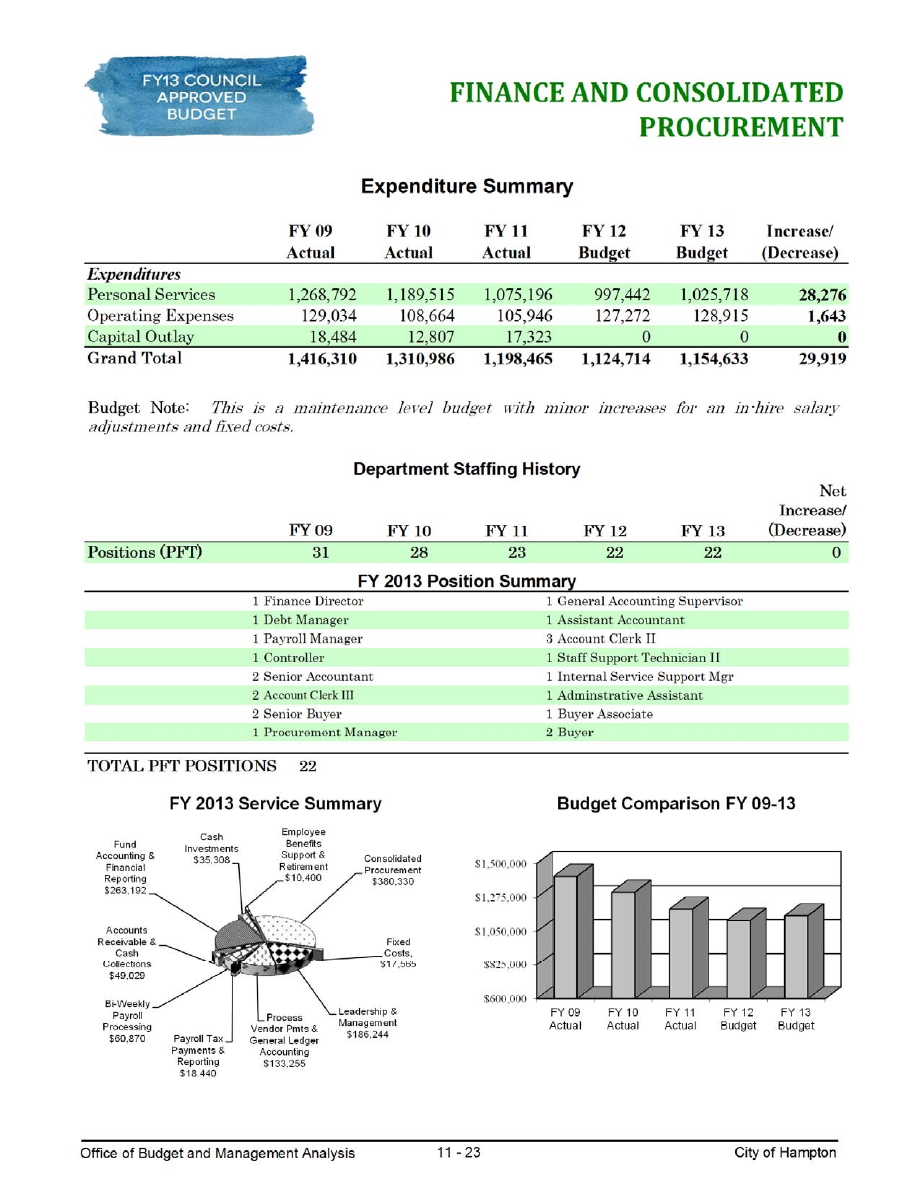 FY13 COUNCIL
APPROVED
BUDGET
FINANCE AND CONSOLIDATED
PROCUREMENT
Expenditure Summary
FY 09 FY 10 FY 11 FY 12 FY 13 Increase/
Actual Actual Actual Budget Budget (Decrease)
Expenditures
Personal Services 1,268,792 1,189,515 1,075,196 997,442 1,025,718 28,276
Operating Expenses 129,034 108,664 105,946 127,272 128,915 1,643
Capital Outlay 18,484 12,807 17,323 0 0 0
Grand Total 1,416,310 1,310,986 1,198,465 1,124,714 1,154,633 29,919
Budget Note: This is a maintenance level budget with minor increases for an in-hire salary
adjustments and fixed costs.
Department Staffing History
Net
Increase/
FY 09 FY 10 FY 11 FY 12 FY 13 (Decrease)
Positions (PFT) 31 28 23 22 22 0
FY 2013 Position Summary
1 Finance Director 1 General Accounting Supervisor
1 Debt Manager 1 Assistant Accountant
1 Payroll Manager 3 Account Clerk II
1 Controller 1 Staff Support Technician II
2 Senior Accountant 1 Internal Service Support Mgr
2 Account Clerk III 1 Adminstrative Assistant
2 Senior Buyer 1 Buyer Associate
1 Procurement Manager 2 Buyer
TOTAL PFT POSITIONS 22
FY 2013 Service Summary
Fund
Accounting &
Financial
Reporting
$263,192
Cash
Investments
$35,308
Employee
Benefits
Support &
Retirement
$10,400
Consolidated
Procurement
$380,330
Accounts
Receivable &
Cash
Collections
$49,029
Fixed
Costs,
$17,565
Bi-Weekly
Payroll
Processing
$60,870
Payroll Tax
Payments &
Reporting
$18,440
Process
Vendor Pmts &
General Ledger
Accounting
$133,255
Leadership &
Management
$186,244
Budget Comparison FY 09-13
$1,500,000
$1,275,000
$1,050,000
$825,000
$600,000
FY 09 FY 10 FY 11 FY 12 FY 13
Actual Actual Actual Budget Budget
Office of Budget and Management Analysis 11 - 23 City of Hampton